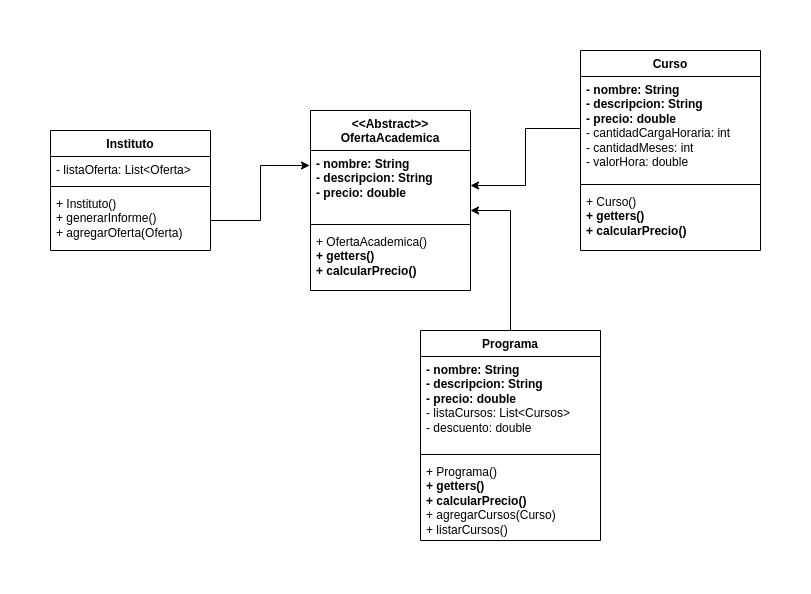 Instituto
- listaOferta: List<Oferta>
+ Instituto()
+ generarInforme()
+ agregarOferta(Oferta)
<<Abstract>>
OfertaAcademica
- nombre: String
- descripcion: String
- precio: double
+ OfertaAcademica()
+ getters()
+ calcularPrecio()
Curso
- nombre: String
- descripcion: String
- precio: double
- cantidadCargaHoraria: int
- cantidadMeses: int
- valorHora: double
+ Curso()
+ getters()
+ calcularPrecio()
Programa
- nombre: String
- descripcion: String
- precio: double
- listaCursos: List<Cursos>
- descuento: double
+ Programa()
+ getters()
+ calcularPrecio()
+ agregarCursos(Curso)
+ listarCursos()